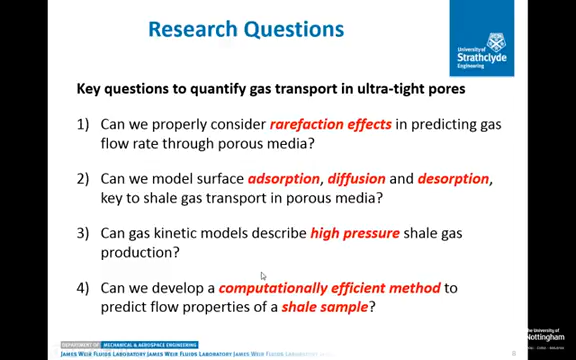 Research Questions
University of
Strathclyde
Engineering
Key questions to quantify gas transport in ultra-tight pores
1) Can we properly consider rarefaction effects in predicting gas
flow rate through porous media?
2) Can we model surface adsorption, diffusion and desorption,
key to shale gas transport in porous media?
3) Can gas kinetic models describe high pressure shale gas
production?
4) Can we develop a computationally efficient method to
predict flow properties of a shale sample?
DEPARTMENT OF MECHANICAL & AEROSPACE ENGINEERING
JAMES WEIR FLUIDS LABORATORY JAMES WEIR FLUIDS LABORATORY JAMES WEIR FLUIDS LABORATORY
8
Nottingham